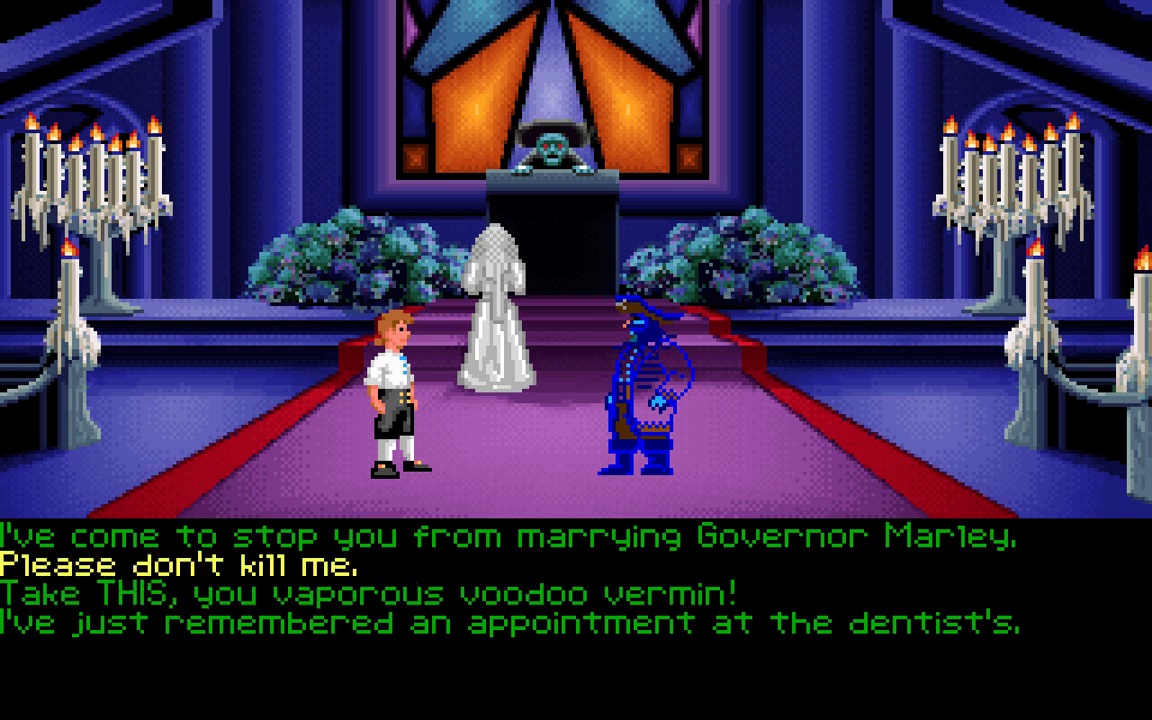 I've come to stop you from marrying Governor Marley.
Please don't kill me.
Take THIS, you vaporous voodoo vermin!
I've just remembered an appointment at the dentist's.